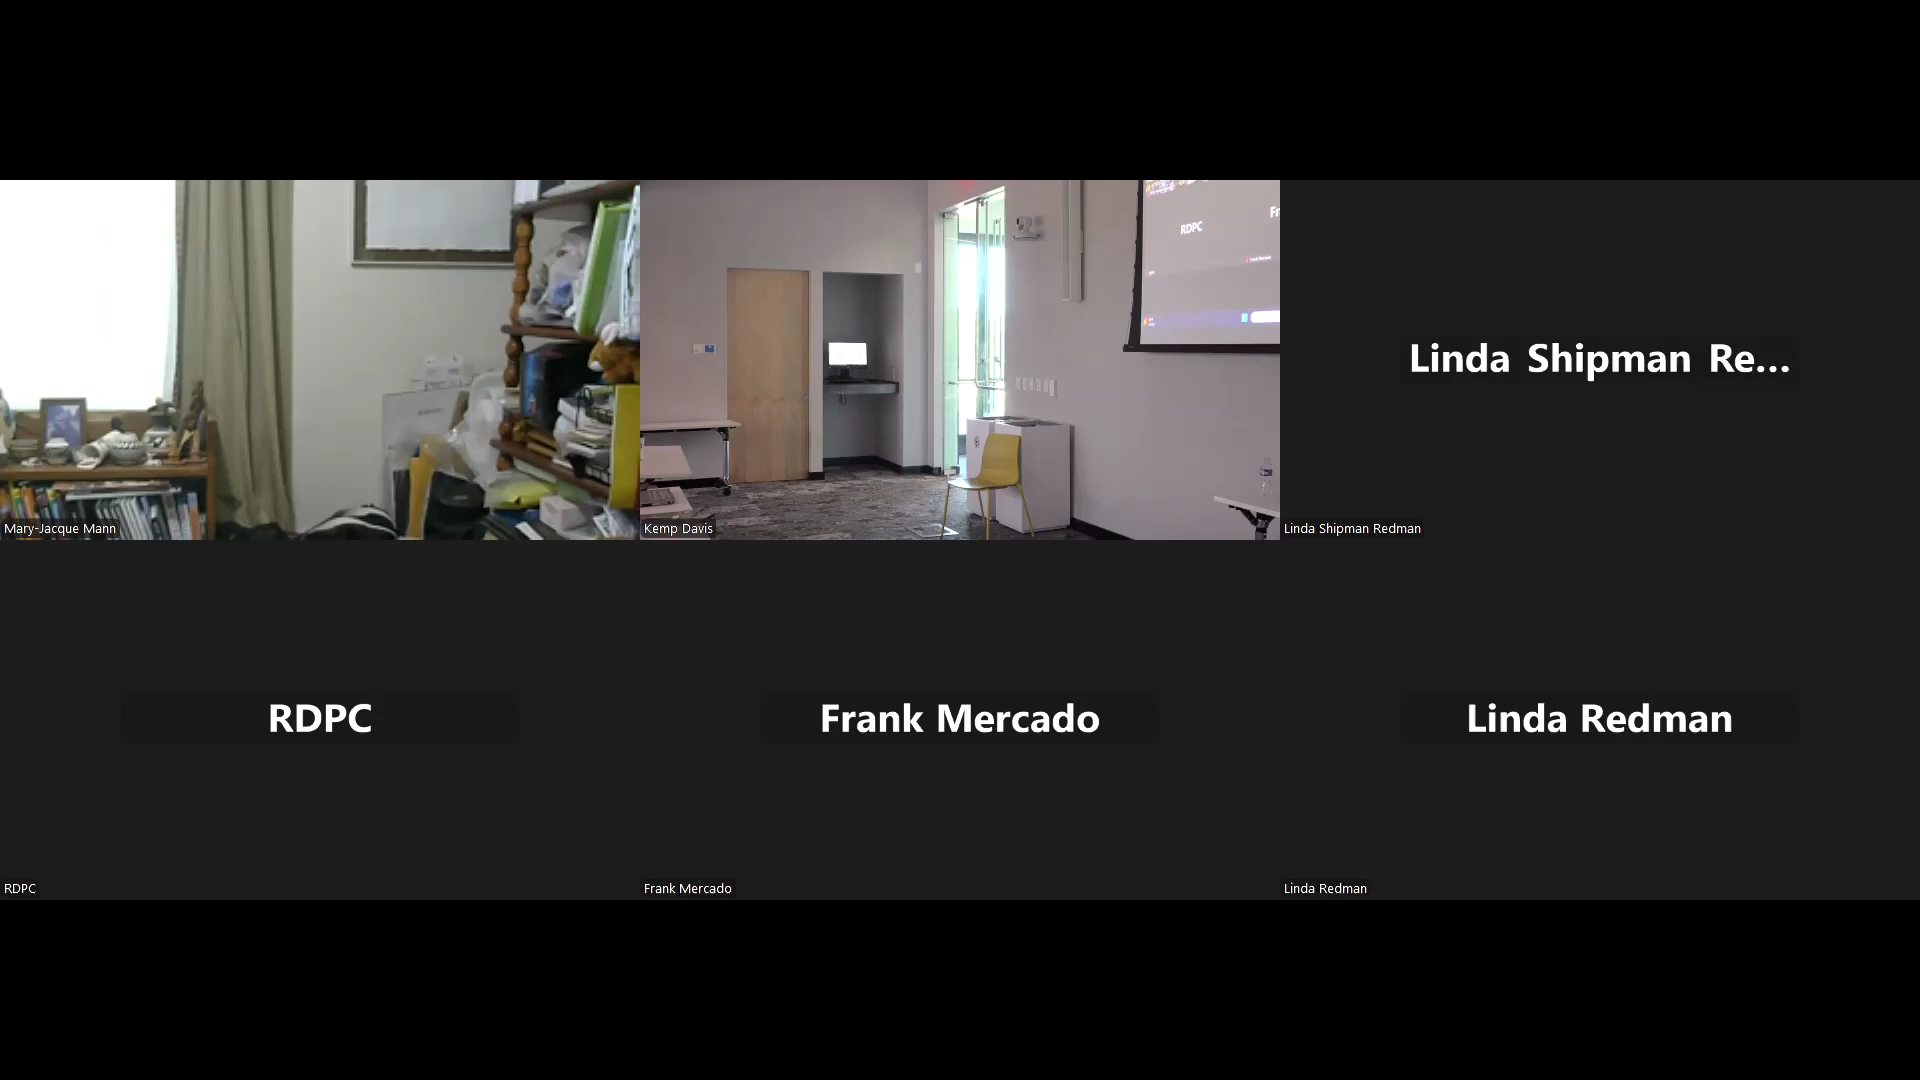 RDPC
Fr
Linda Shipman Re...
Mary-Jacque Mann
Kemp Davis
Linda Shipman Redman
RDPC
Frank Mercado
Linda Redman
RDPC
Frank Mercado
Linda Redman